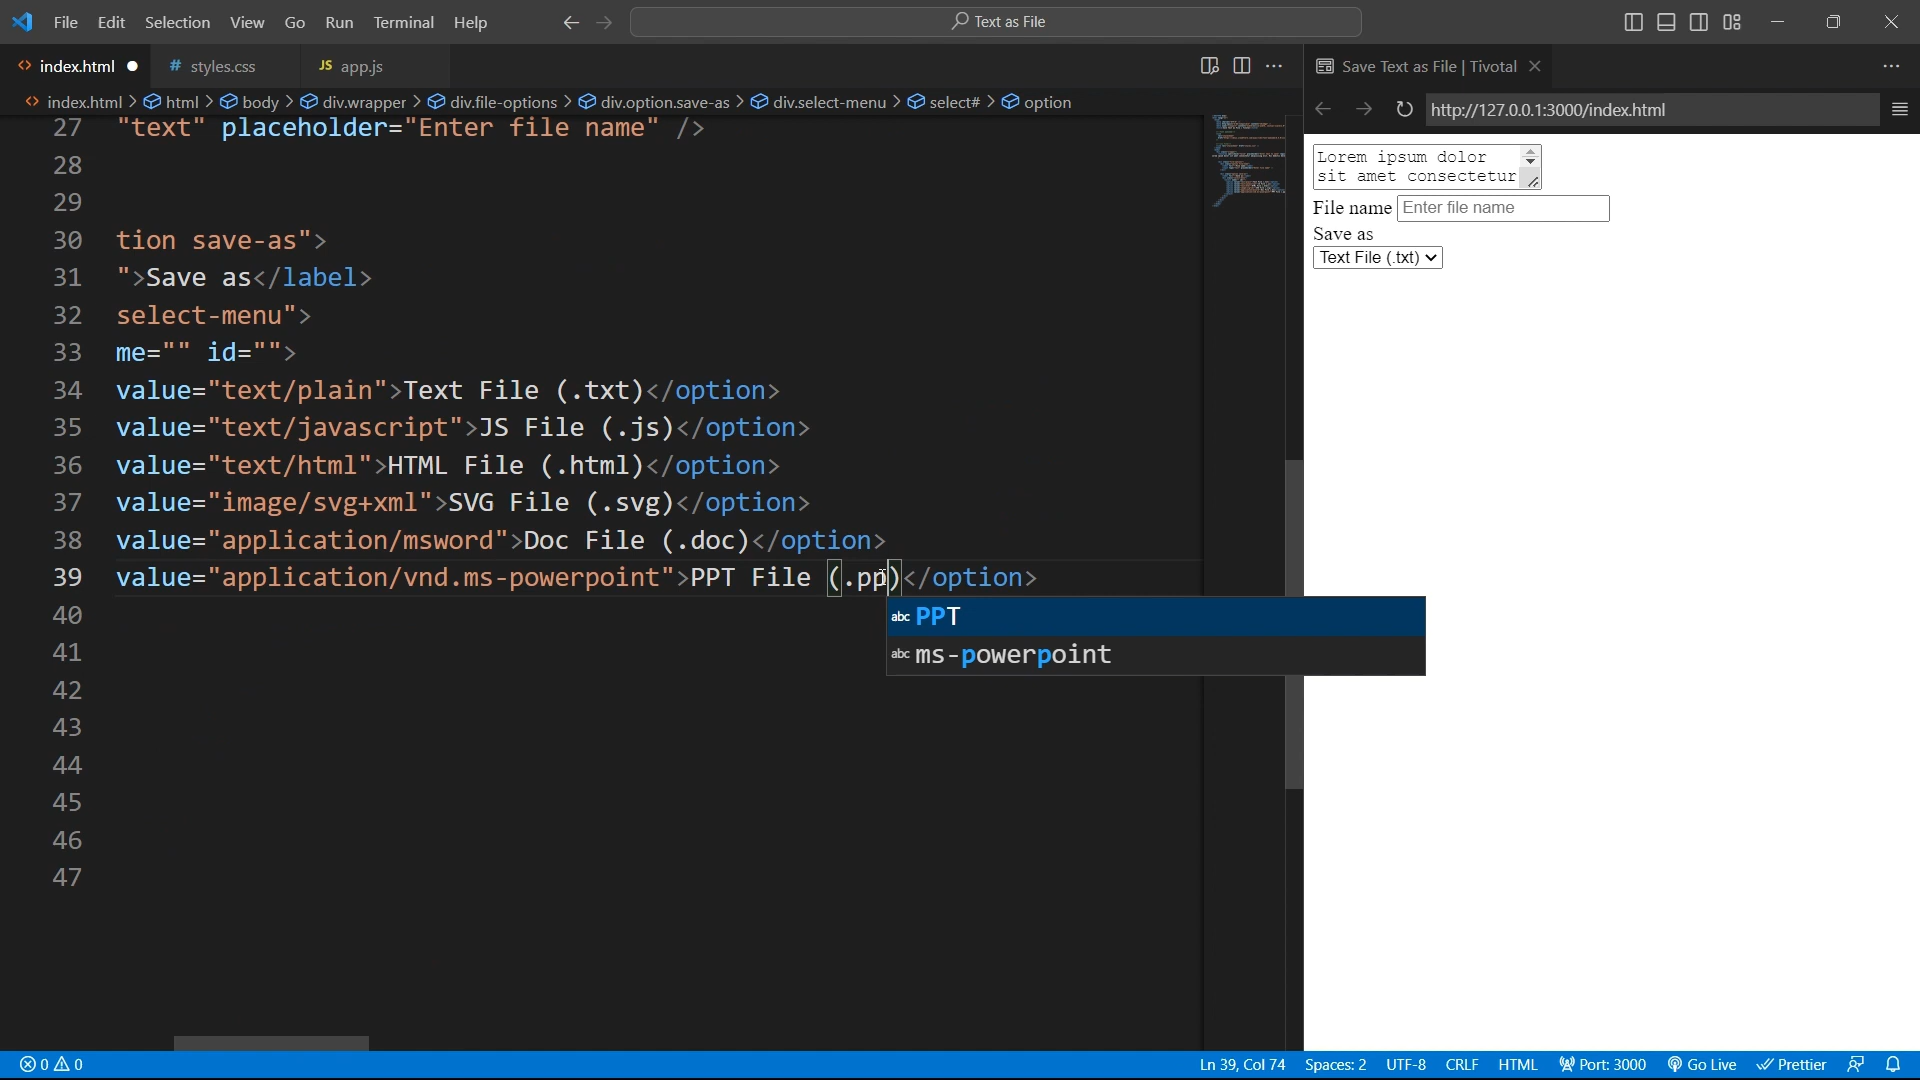 File Edit Selection View Go Run Terminal Help Text as File
index.html styles.css JS app.js
Save Text as File | Tivotal
index.html > html > body > div.wrapper > div.file-options > div.option.save-as > div.select-menu > select# > option
http://127.0.0.1:3000/index.html
27 "text" placeholder="Enter file name" />
28
29
30 tion save-as">
31 ">Save as</label>
32 select-menu">
33 me="" id="">
34 value="text/plain">Text File (.txt)</option>
35 value="text/javascript">JS File (.js)</option>
36 value="text/html">HTML File (.html)</option>
37 value="image/svg+xml">SVG File (.svg)</option>
38 value="application/msword">Doc File (.doc)</option>
39 value="application/vnd.ms-powerpoint">PPT File (.pp)</option>
abc PPT
abc ms-powerpoint
40
41
42
43
44
45
46
47
Lorem ipsum dolor
sit amet consectetur
File name Enter file name
Save as
Text File (.txt)
0 0 Ln 39, Col 74 Spaces: 2 UTF-8 CRLF HTML Port: 3000 Go Live Prettier